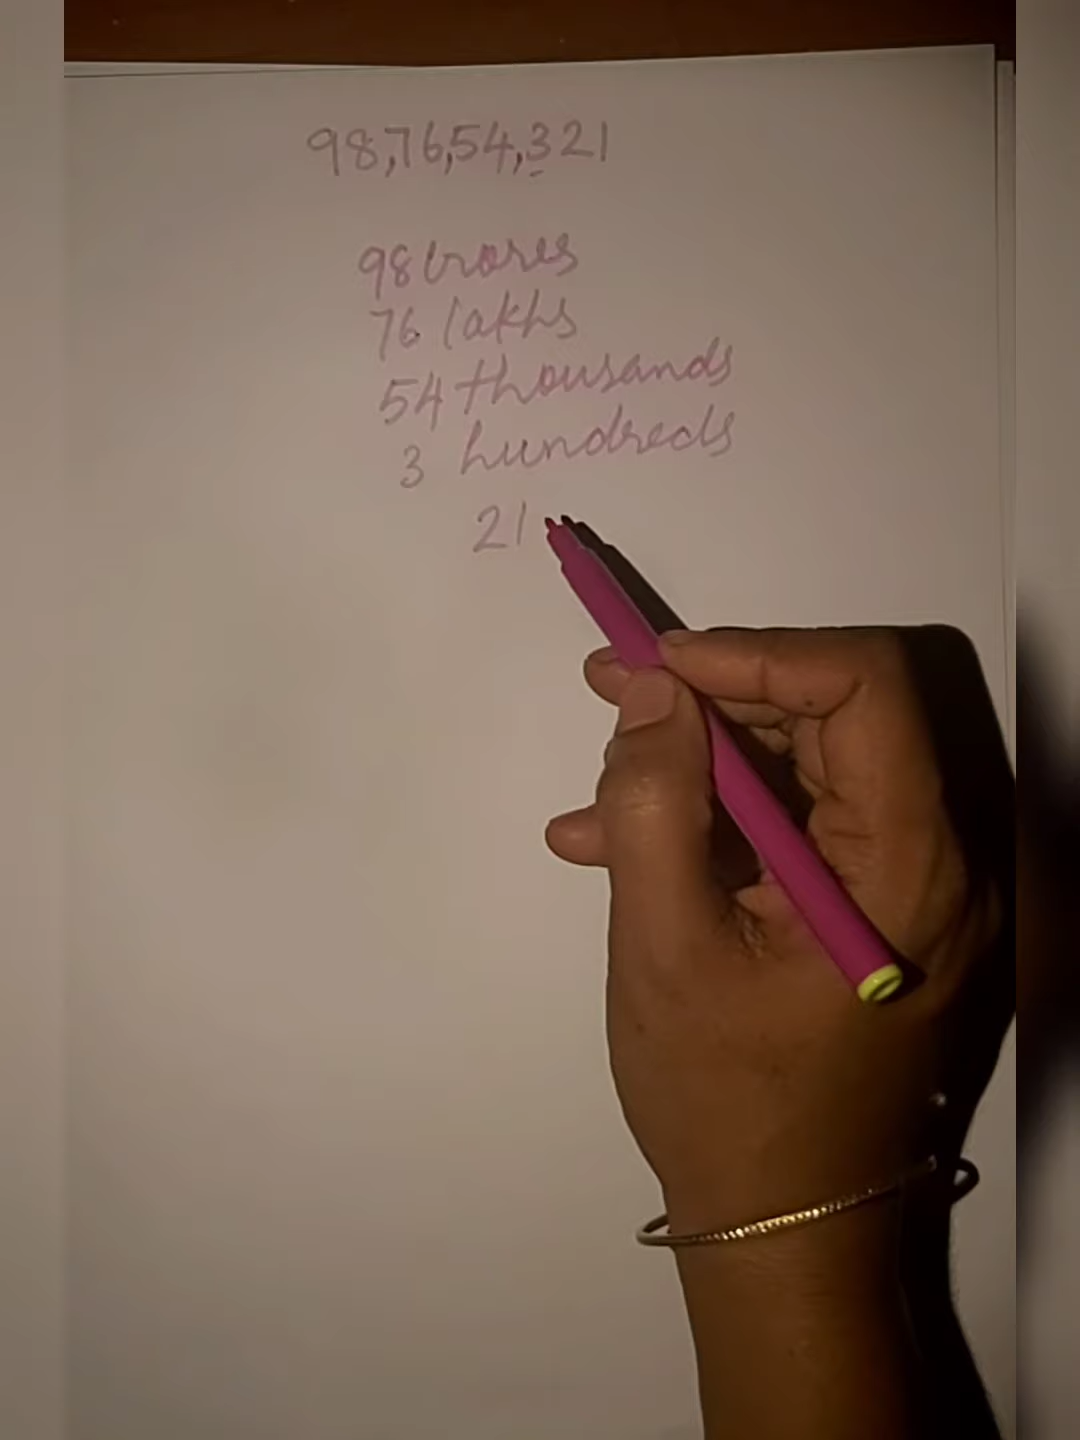 98,76,54,321
98 crores
76 lakhs
54 thousands
3 hundreds
21